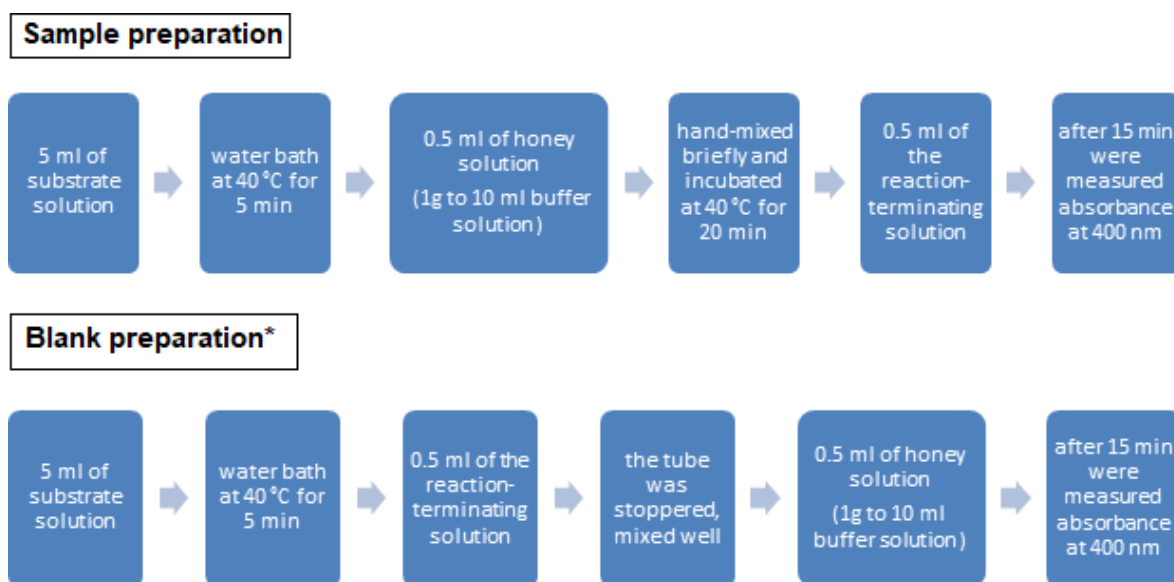 Sample preparation
5 ml of
substrate
solution
water bath
at 40 °C for
5 min
0.5 ml of honey
solution
(1g to 10 ml buffer
solution)
hand-mixed
briefly and
incubated
at 40 °C for
20 min
0.5 ml of
the
reaction-
terminating
solution
after 15 min
were
measured
absorbance
at 400 nm
Blank preparation*
5 ml of
substrate
solution
water bath
at 40 °C for
5 min
0.5 ml of the
reaction-
terminating
solution
the tube
was
stoppered,
mixed well
0.5 ml of honey
solution
(1g to 10 ml
buffer solution)
after 15 min
were
measured
absorbance
at 400 nm